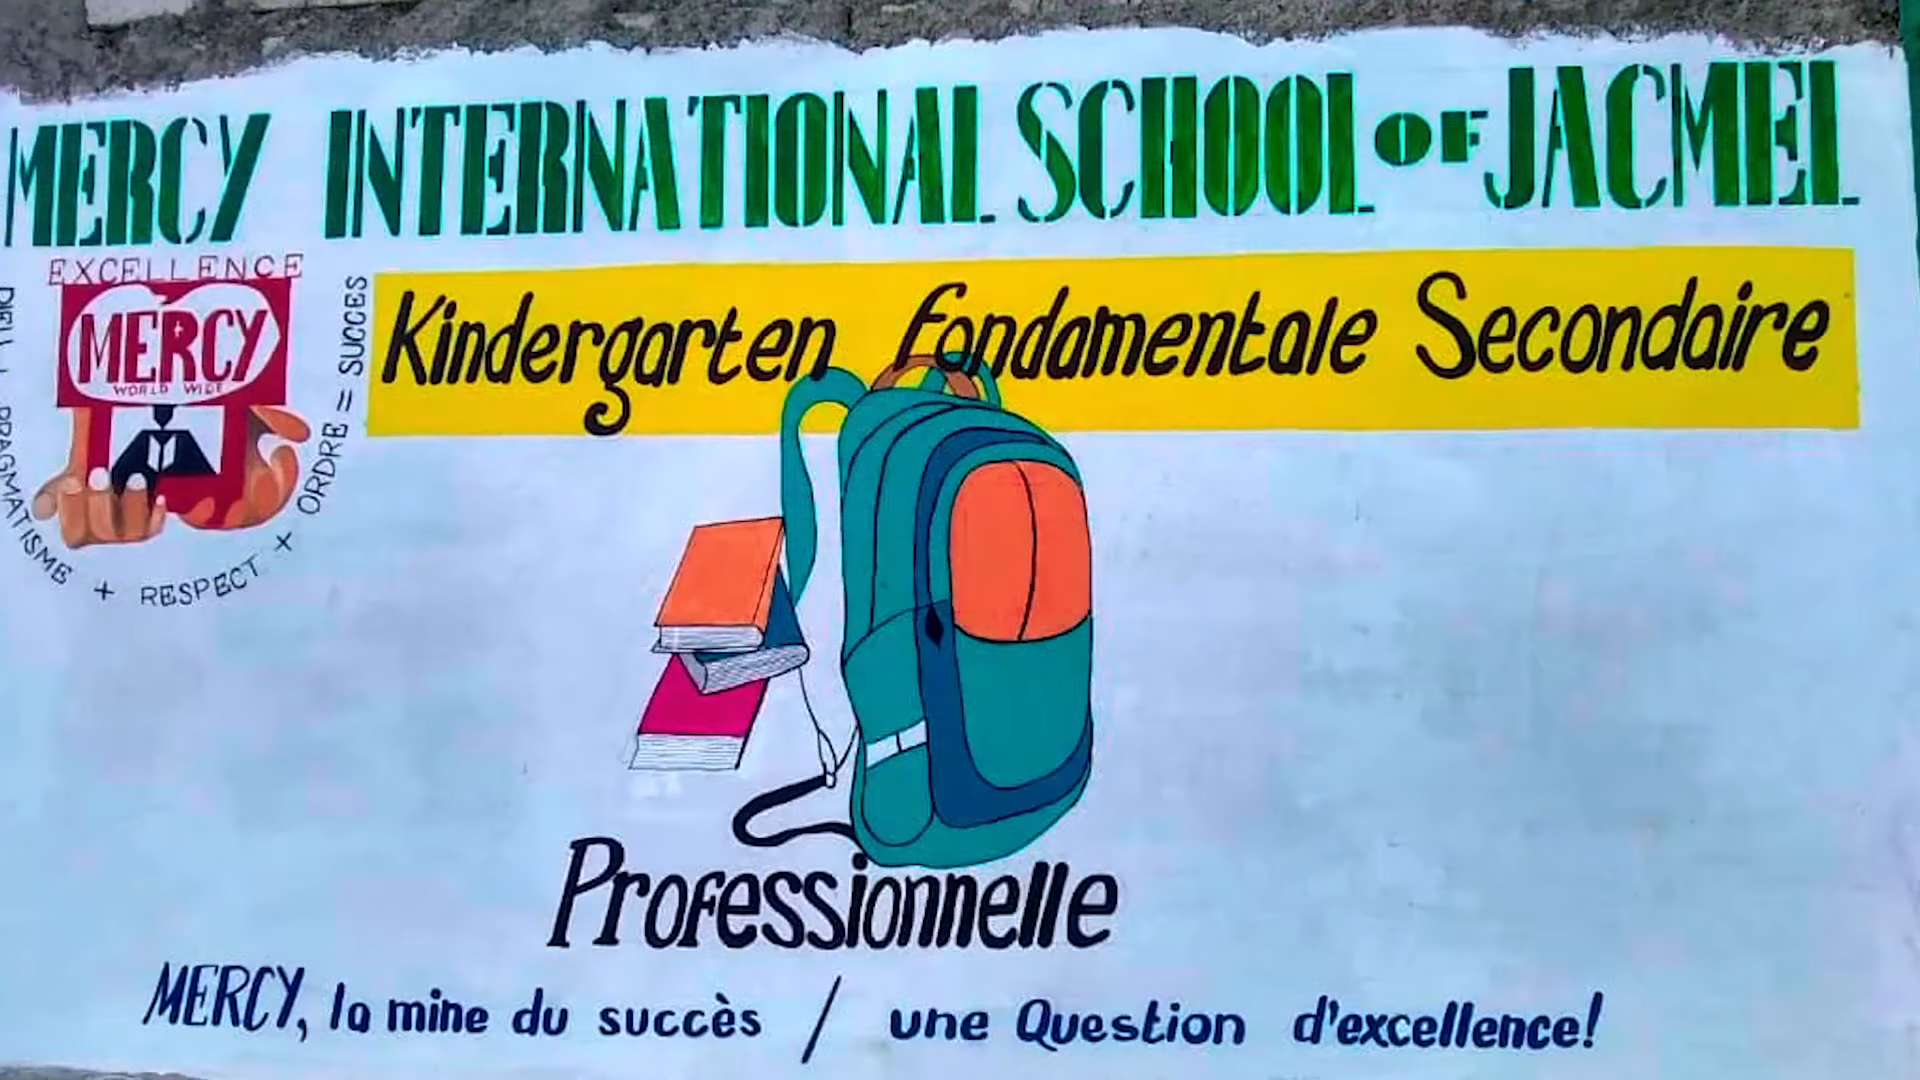 MERCY INTERNATIONAL SCHOOL OF JACMEL
EXCELLENCE
MERCY
WORLD WIDE
PRAGMATISME + RESPECT × ORDRE = SUCCES
Kindergarten Fondamentale Secondaire
Professionnelle
MERCY, la mine du succès / une Question d'excellence!